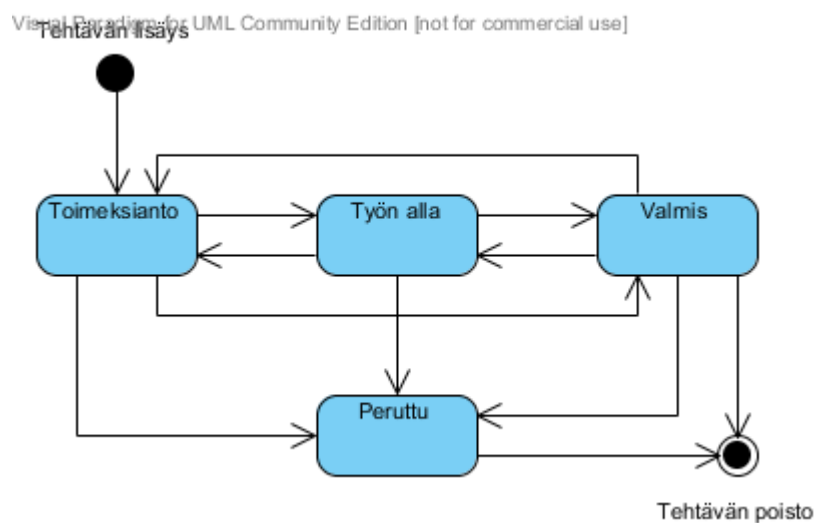 Visual Paradigm for UML Community Edition [not for commercial use]
Tehtävän lisäys
Toimeksianto
Työn alla
Valmis
Peruttu
Tehtävän poisto